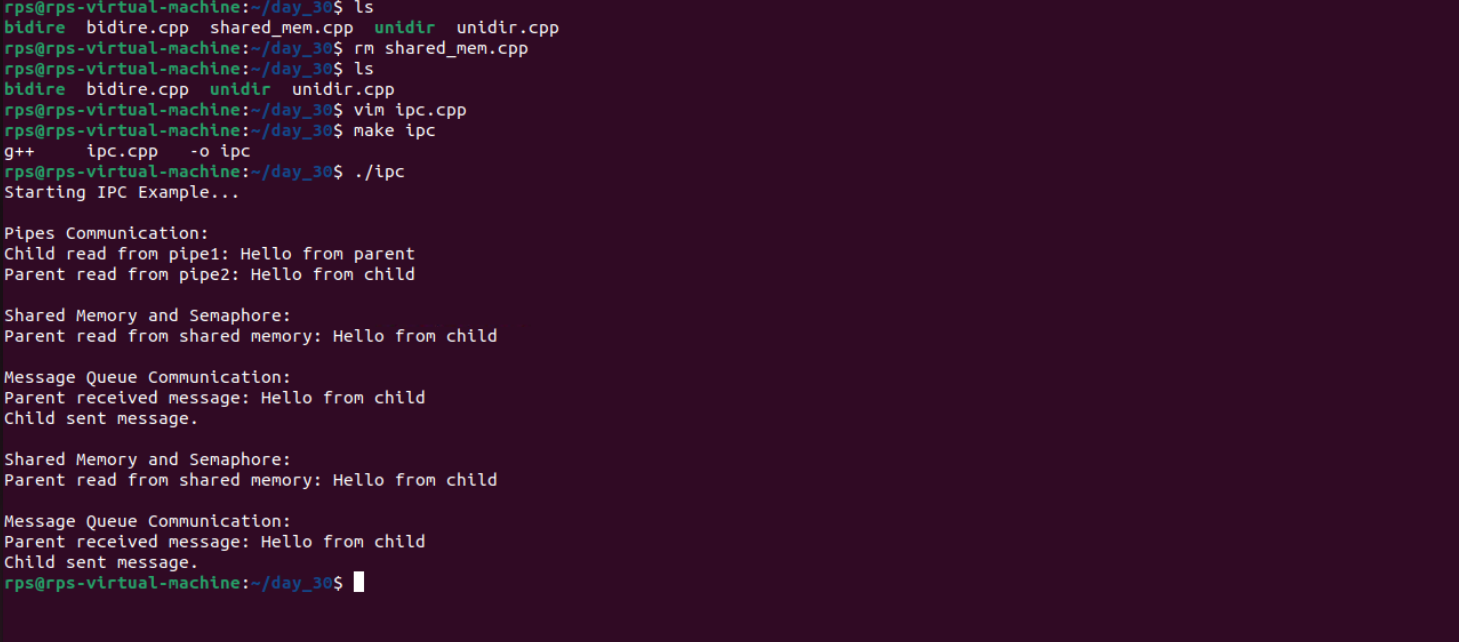 rps@rps-virtual-machine:~/day_30$ ls
bidire  bidire.cpp  shared_mem.cpp  unidir  unidir.cpp
rps@rps-virtual-machine:~/day_30$ rm shared_mem.cpp
rps@rps-virtual-machine:~/day_30$ ls
bidire  bidire.cpp  unidir  unidir.cpp
rps@rps-virtual-machine:~/day_30$ vim ipc.cpp
rps@rps-virtual-machine:~/day_30$ make ipc
g++     ipc.cpp   -o ipc
rps@rps-virtual-machine:~/day_30$ ./ipc
Starting IPC Example...

Pipes Communication:
Child read from pipe1: Hello from parent
Parent read from pipe2: Hello from child

Shared Memory and Semaphore:
Parent read from shared memory: Hello from child

Message Queue Communication:
Parent received message: Hello from child
Child sent message.

Shared Memory and Semaphore:
Parent read from shared memory: Hello from child

Message Queue Communication:
Parent received message: Hello from child
Child sent message.
rps@rps-virtual-machine:~/day_30$